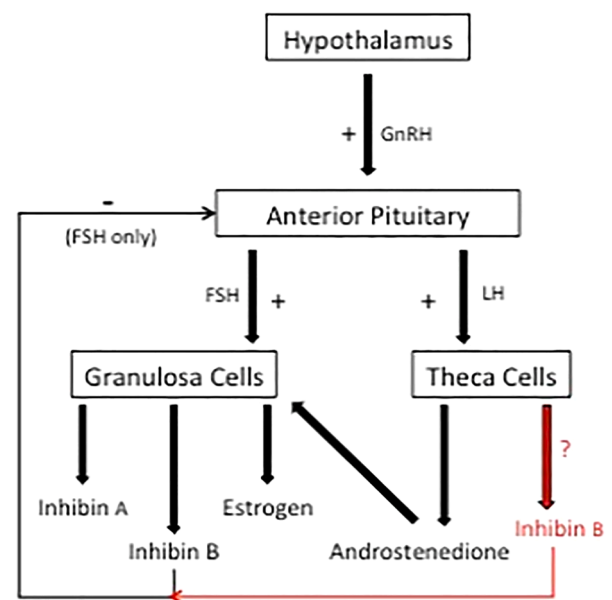 Hypothalamus
+ GnRH
-
Anterior Pituitary
(FSH only)
FSH + + LH
Granulosa Cells Theca Cells
?
Inhibin A Estrogen
Inhibin B
Inhibin B Androstenedione